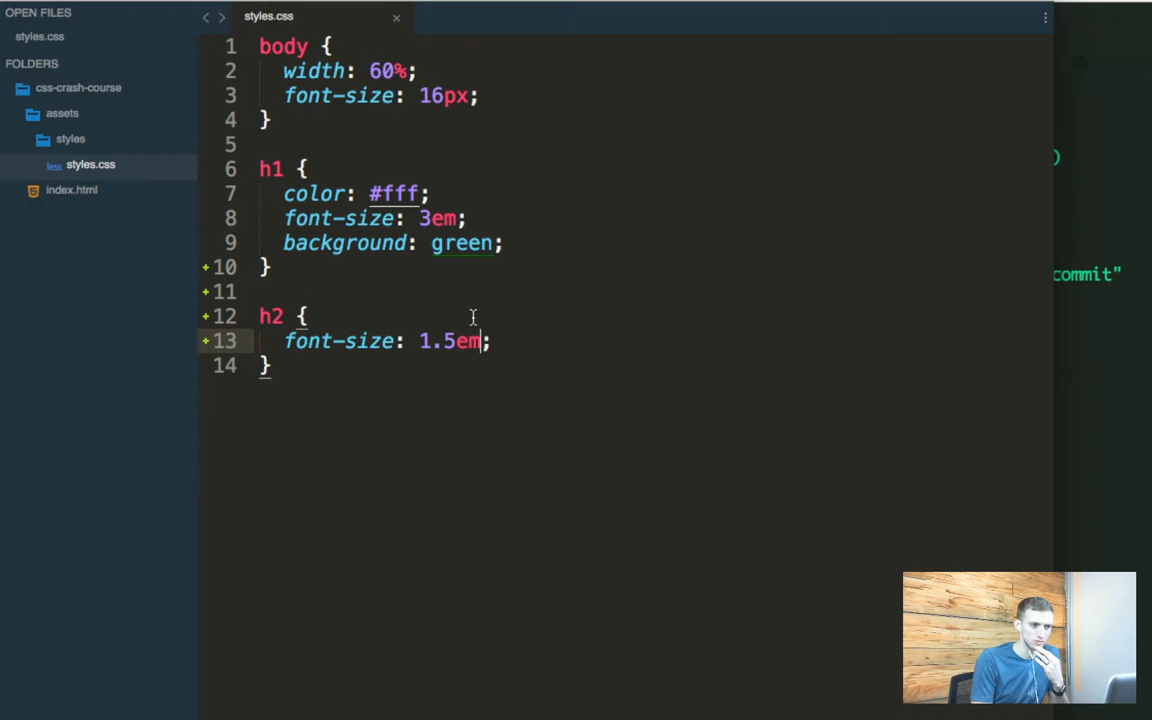 OPEN FILES
styles.css
FOLDERS
css-crash-course
assets
styles
less styles.css
index.html
styles.css
1 body {
2 width: 60%;
3 font-size: 16px;
4 }
5
6 h1 {
7 color: #fff;
8 font-size: 3em;
9 background: green;
10 }
11
12 h2 {
13 font-size: 1.5em;
14 }
commit"